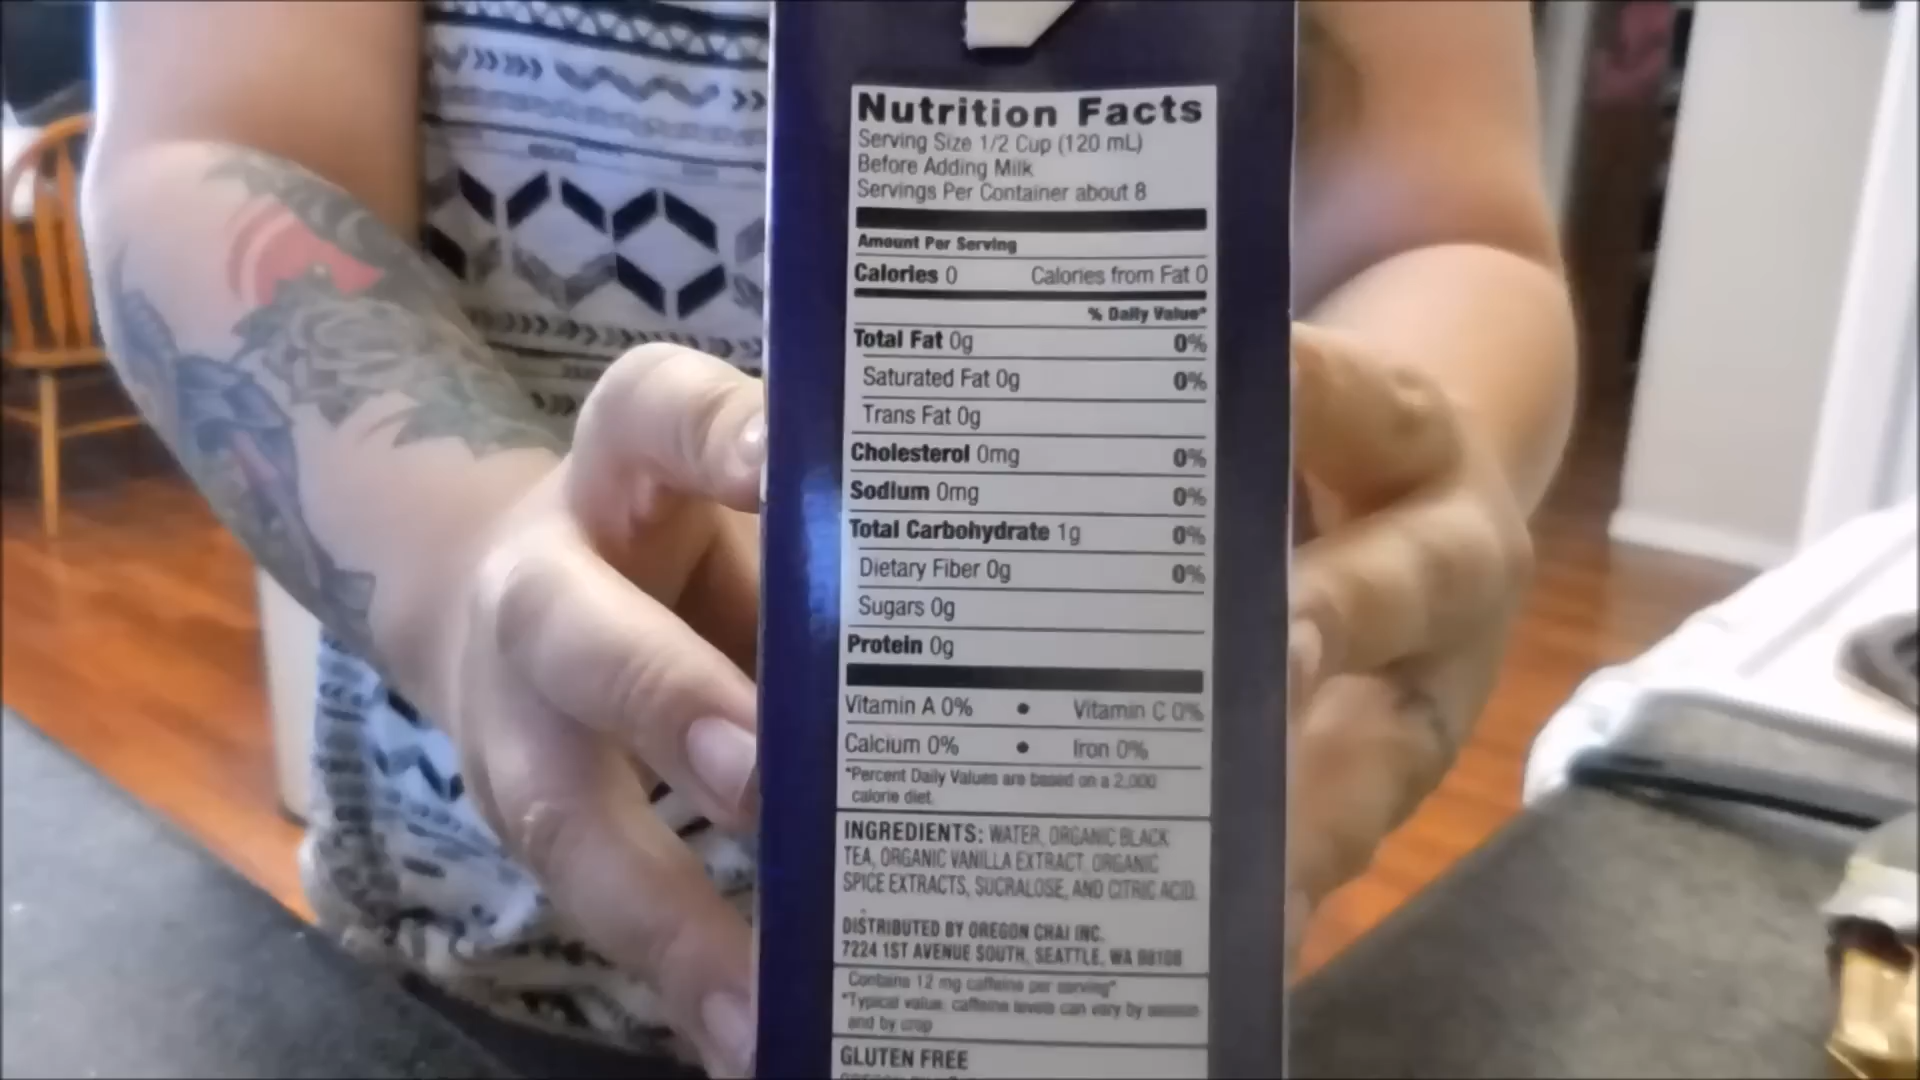 Nutrition Facts
Serving Size 1/2 Cup (120 mL)
Before Adding Milk
Servings Per Container about 8
Amount Per Serving
Calories 0 Calories from Fat 0
% Daily Value*
Total Fat 0g 0%
Saturated Fat 0g 0%
Trans Fat 0g
Cholesterol 0mg 0%
Sodium 0mg 0%
Total Carbohydrate 1g 0%
Dietary Fiber 0g 0%
Sugars 0g
Protein 0g
Vitamin A 0% • Vitamin C 0%
Calcium 0% • Iron 0%
*Percent Daily Values are based on a 2,000
calorie diet.
INGREDIENTS: WATER, ORGANIC BLACK
TEA, ORGANIC VANILLA EXTRACT, ORGANIC
SPICE EXTRACTS, SUCRALOSE, AND CITRIC ACID.
DISTRIBUTED BY OREGON CHAI INC.
7224 1ST AVENUE SOUTH, SEATTLE, WA 98108
Contains 12 mg caffeine per serving*
*Typical value; caffeine levels can vary by season
and by crop
GLUTEN FREE